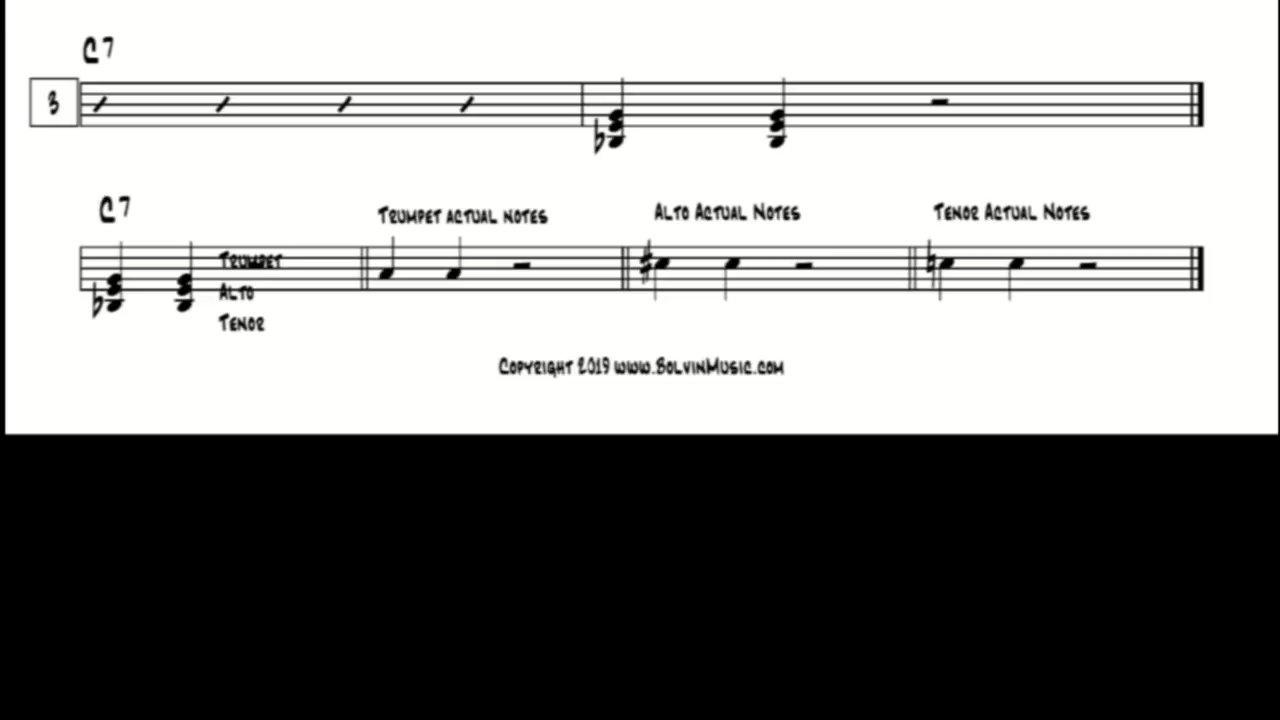 C7
3
C7
Trumpet actual notes
Alto Actual Notes
Tenor Actual Notes
Trumpet
Alto
Tenor
Copyright 2019 www.BolvinMusic.com